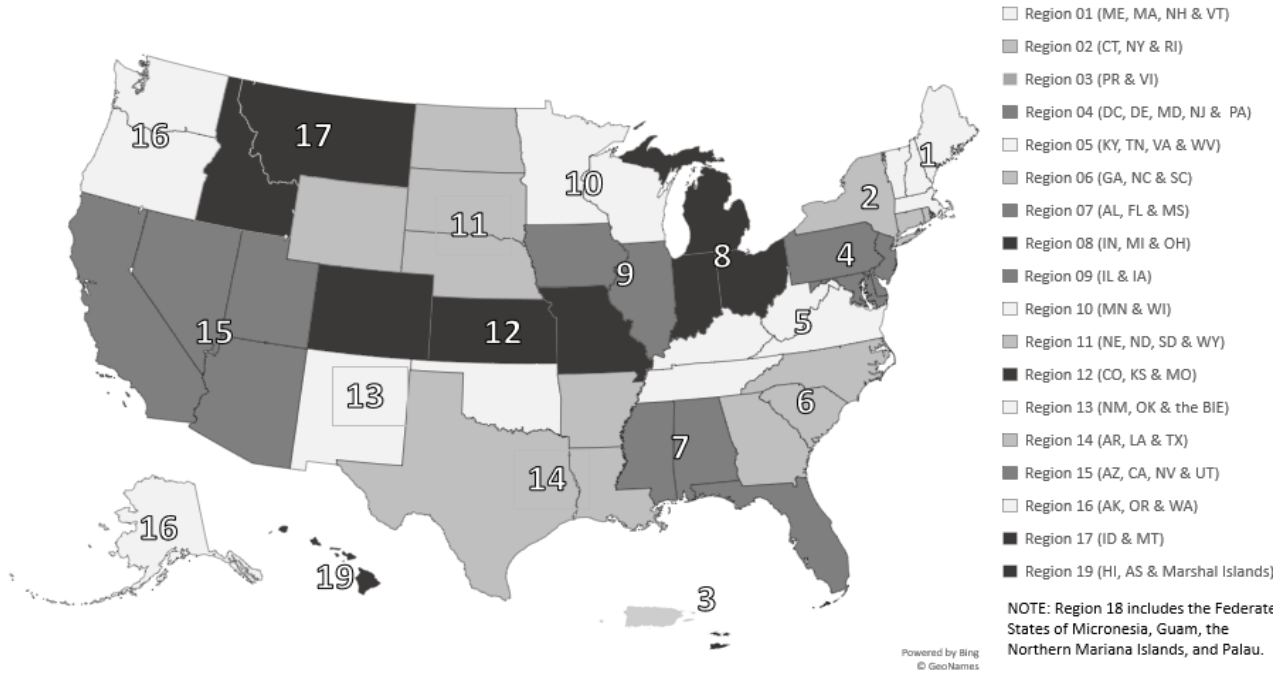 Region 01 (ME, MA, NH & VT)
Region 02 (CT, NY & RI)
Region 03 (PR & VI)
Region 04 (DC, DE, MD, NJ &  PA)
Region 05 (KY, TN, VA & WV)
Region 06 (GA, NC & SC)
Region 07 (AL, FL & MS)
Region 08 (IN, MI & OH)
Region 09 (IL & IA)
Region 10 (MN & WI)
Region 11 (NE, ND, SD & WY)
Region 12 (CO, KS & MO)
Region 13 (NM, OK & the BIE)
Region 14 (AR, LA & TX)
Region 15 (AZ, CA, NV & UT)
Region 16 (AK, OR & WA)
Region 17 (ID & MT)
Region 19 (HI, AS & Marshal Islands)
NOTE: Region 18 includes the Federate
States of Micronesia, Guam, the
Northern Mariana Islands, and Palau.
16
17
10
1
2
11
9
8
4
15
12
5
13
6
7
14
16
19
3
Powered by Bing
© GeoNames